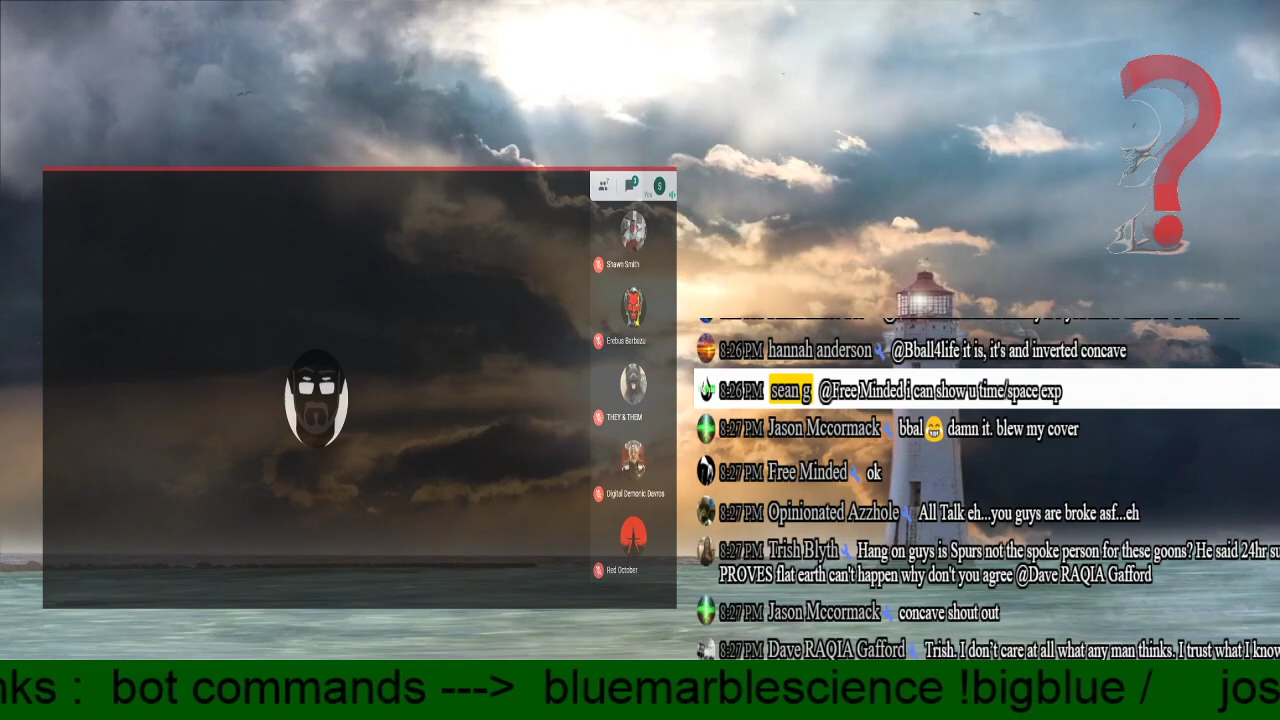 7
3
S
You
Shawn Smith
Erebus Barbazu
THEY & THEM
Digital Demonic Davros
Red October
8:26 PM hannah anderson @Bball4life it is, it's and inverted concave
8:26 PM sean g @Free Minded i can show u time/space exp
8:27 PM Jason Mccormack bbal😁 damn it. blew my cover
8:27 PM Free Minded ok
8:27 PM Opinionated Azzhole All Talk eh...you guys are broke asf...eh
8:27 PM Trish Blyth Hang on guys is Spurs not the spoke person for these goons? He said 24hr su
PROVES flat earth can't happen why don't you agree @Dave RAQIA Gafford
8:27 PM Jason Mccormack concave shout out
8:27 PM Dave RAQIA Gafford Trish, I don't care at all what any man thinks. I trust what I know
nks : bot commands ---> bluemarblescience !bigblue / jos